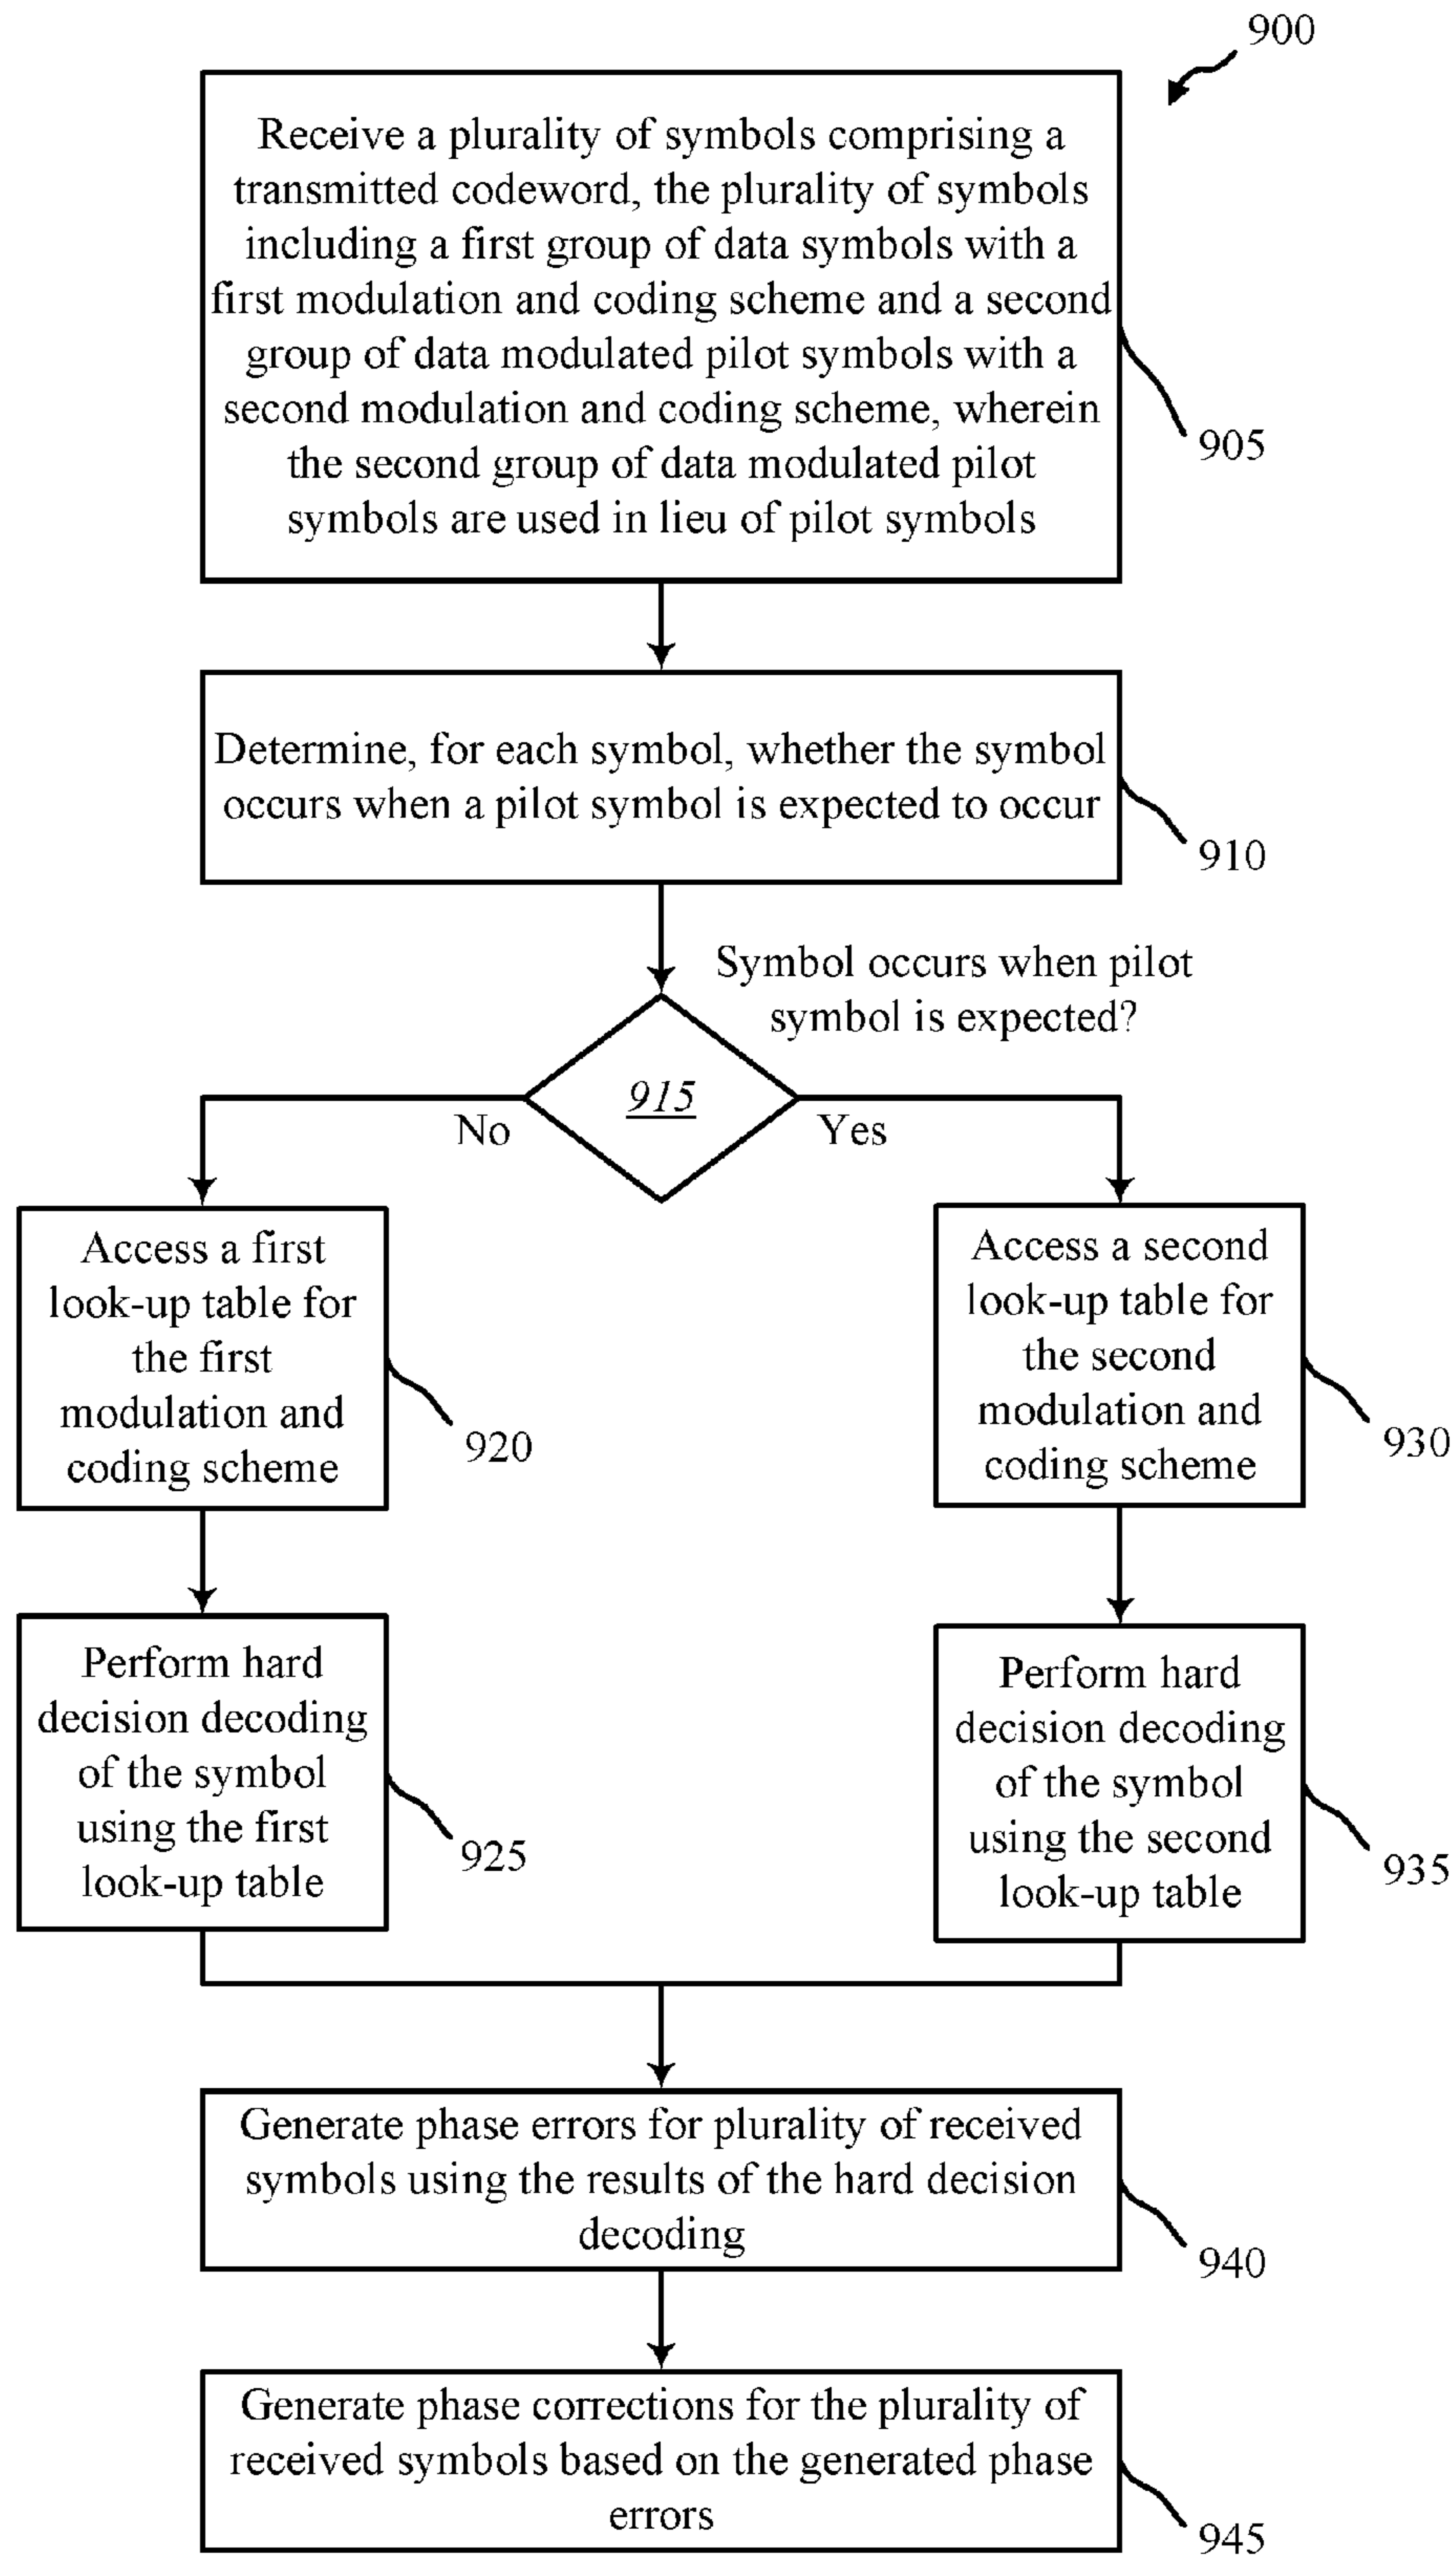 900
Receive a plurality of symbols comprising a
transmitted codeword, the plurality of symbols
including a first group of data symbols with a
first modulation and coding scheme and a second
group of data modulated pilot symbols with a
second modulation and coding scheme, wherein
the second group of data modulated pilot
symbols are used in lieu of pilot symbols
905
Determine, for each symbol, whether the symbol
occurs when a pilot symbol is expected to occur
910
Symbol occurs when pilot
symbol is expected?
915
No
Yes
Access a first
look-up table for
the first
modulation and
coding scheme
920
Access a second
look-up table for
the second
modulation and
coding scheme
930
Perform hard
decision decoding
of the symbol
using the first
look-up table
925
Perform hard
decision decoding
of the symbol
using the second
look-up table
935
Generate phase errors for plurality of received
symbols using the results of the hard decision
decoding
940
Generate phase corrections for the plurality of
received symbols based on the generated phase
errors
945